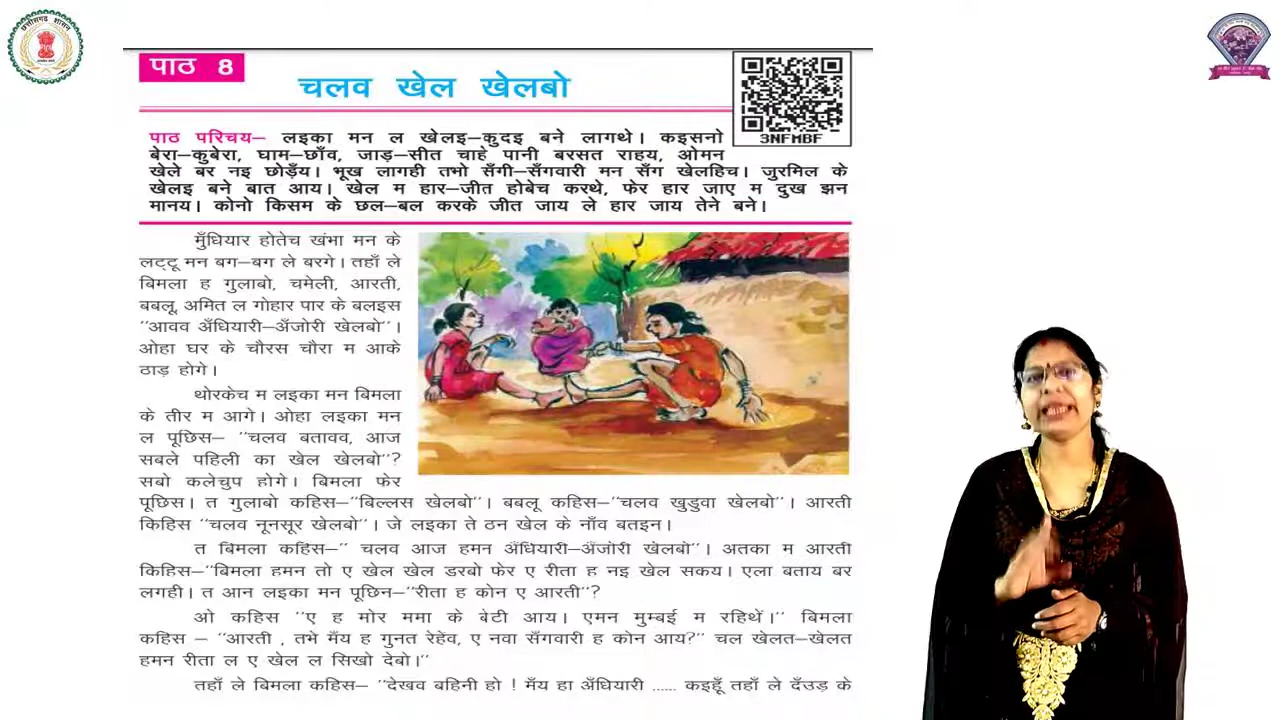 छत्तीसगढ़ शासन
पाठ 8
चलव खेल खेलबो
3NFMBF
पाठ परिचय– लइका मन ल खेलइ–कुदइ बने लागथे। कइसनो
बेरा–कुबेरा, घाम–छाँव, जाड़–सीत चाहे पानी बरसत राहय, ओमन
खेले बर नइ छोड़ँय। भूख लागही तभो सँगी–सँगवारी मन सँग खेलहिच। जुरमिल के
खेलइ बने बात आय। खेल म हार–जीत होबेच करथे, फेर हार जाए म दुख झन
मानय। कोनो किसम के छल–बल करके जीत जाय ले हार जाय तेने बने।
मुँधियार होतेच खंभा मन के
लट्टू मन बग–बग ले बरगे। तहाँ ले
बिमला ह गुलाबो, चमेली, आरती,
बबलू, अमित ल गोहार पार के बलइस
"आवव अँधियारी–अँजोरी खेलबो"।
ओहा घर के चौरस चौरा म आके
ठाड़ होगे।
थोरकेच म लइका मन बिमला
के तीर म आगे। ओहा लइका मन
ल पूछिस– "चलव बतावव, आज
सबले पहिली का खेल खेलबो"?
सबो कलेचुप होगे। बिमला फेर
पूछिस। त गुलाबो कहिस–"बिल्लस खेलबो"। बबलू कहिस–"चलव खुडुवा खेलबो"। आरती
किहिस "चलव नूनसूर खेलबो"। जे लइका ते ठन खेल के नाँव बतइन।
त बिमला कहिस–" चलव आज हमन अँधियारी–अँजोरी खेलबो"। अतका म आरती
किहिस–"बिमला हमन तो ए खेल खेल डरबो फेर ए रीता ह नइ खेल सकय। एला बताय बर
लगही। त आन लइका मन पूछिन–"रीता ह कोन ए आरती"?
ओ कहिस "ए ह मोर ममा के बेटी आय। एमन मुम्बई म रहिथें।" बिमला
कहिस – "आरती , तभे मँय ह गुनत रेहेंव, ए नवा सँगवारी ह कोन आय?" चल खेलत–खेलत
हमन रीता ल ए खेल ल सिखो देबो।"
तहाँ ले बिमला कहिस– "देखव बहिनी हो ! मँय हा अँधियारी ...... कइहूँ तहाँ ले दँउड़ के